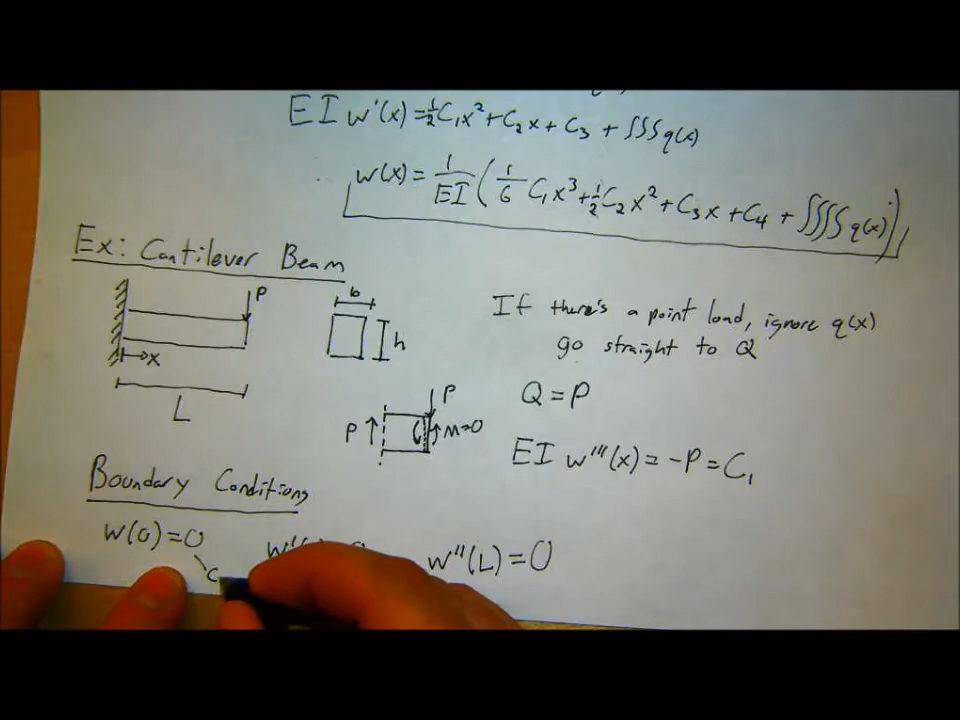 EI w'(x) = ½C₁x² + C₂x + C₃ + ∫∫∫q(x)
w(x) = 1/EI (1/6 C₁x³ + ½C₂x² + C₃x + C₄ + ∫∫∫∫q(x))
Ex: Cantilever Beam
P
b
h
x
L
If there's a point load, ignore q(x)
go straight to Q
P
P
M=0
Q = P
EI w'''(x) = -P = C₁
Boundary Conditions
w(0) = 0
w''(L) = 0
C